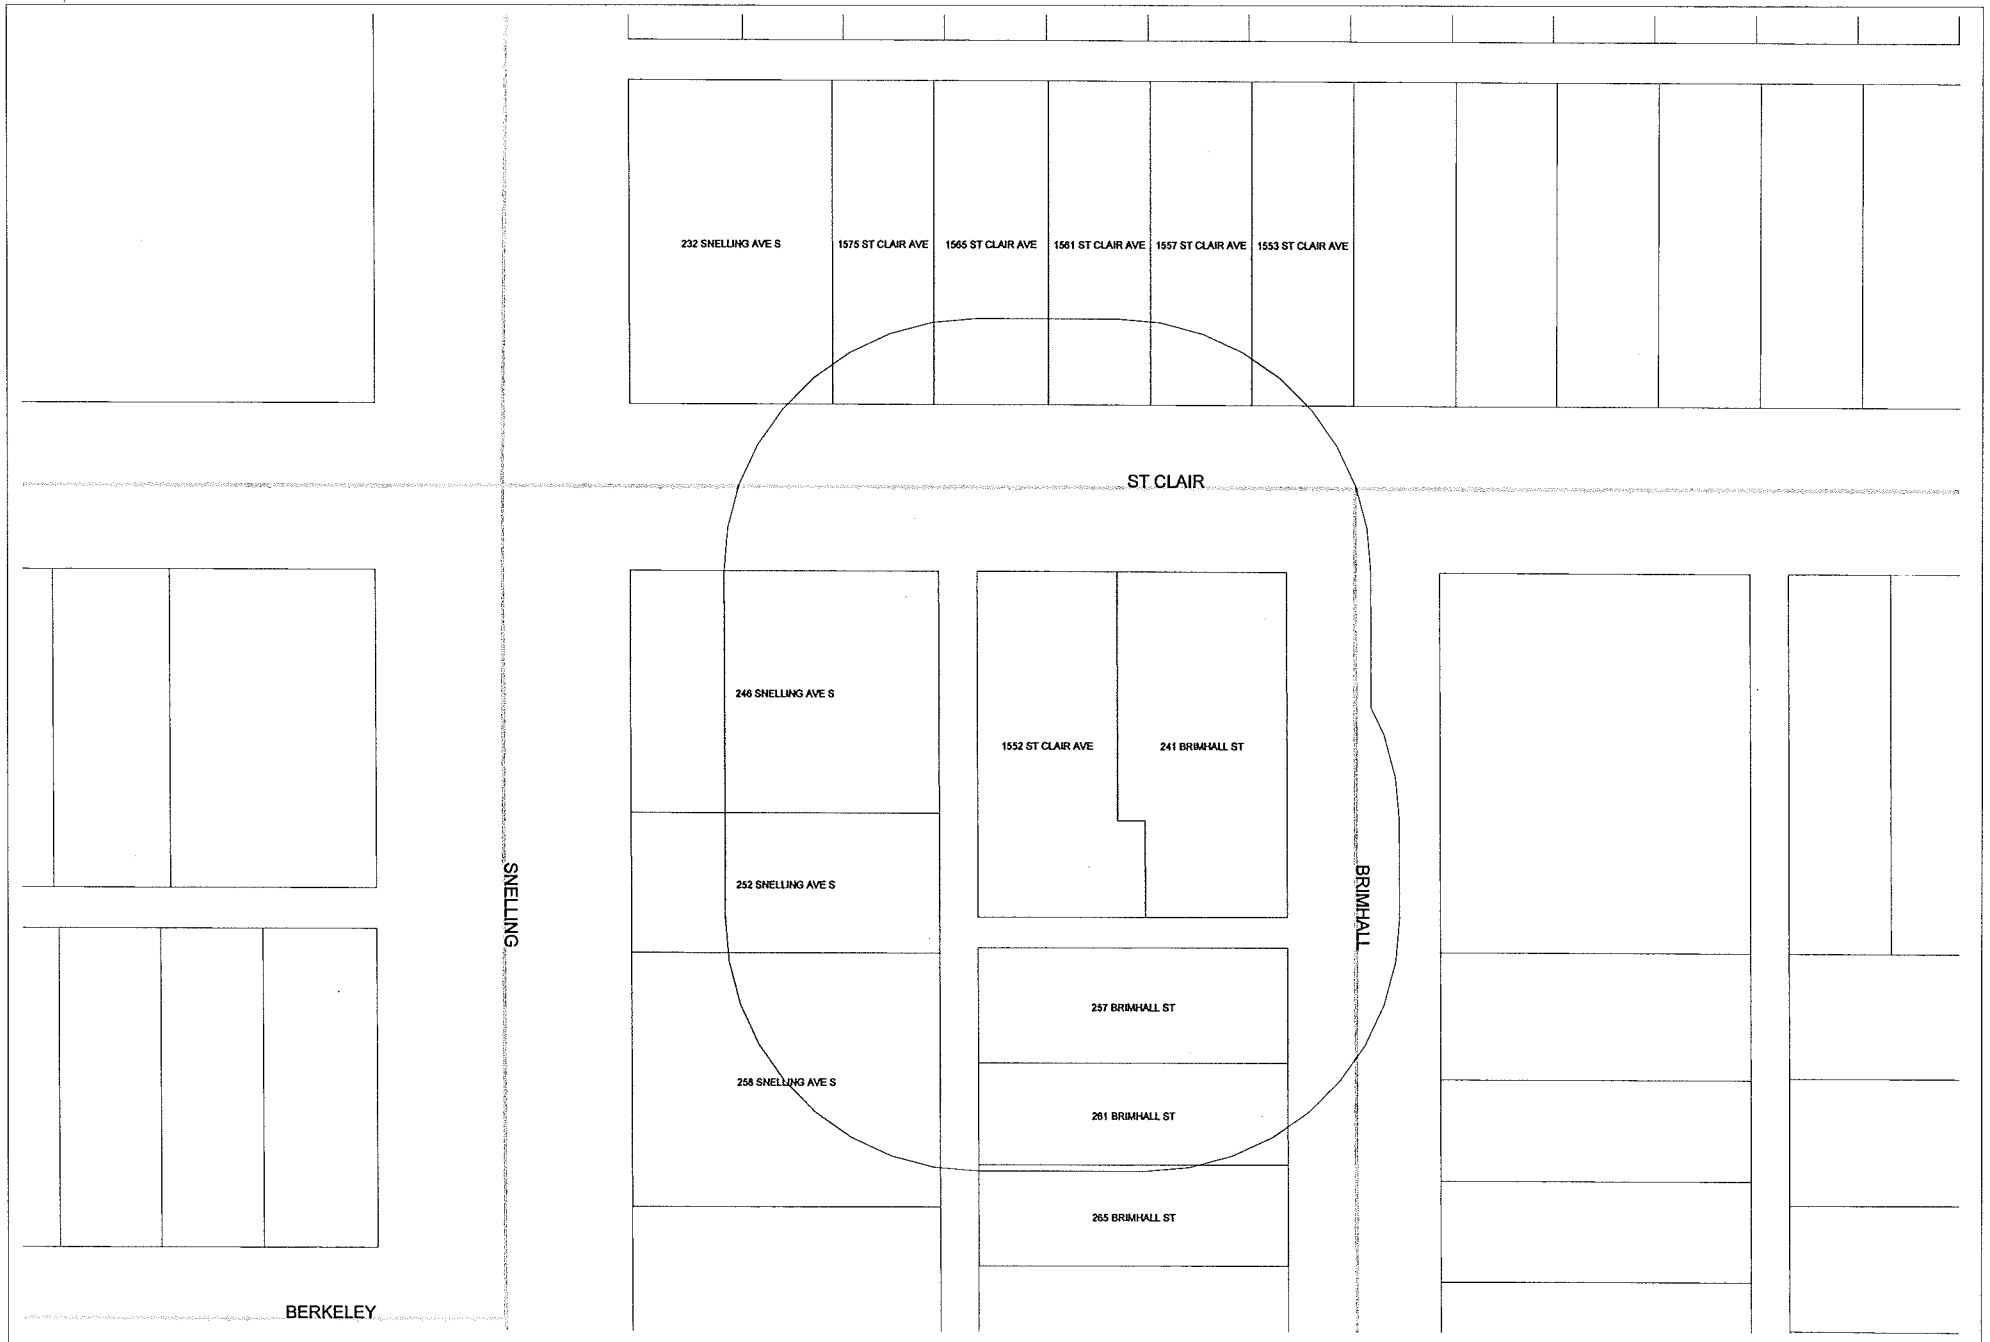 232 SNELLING AVE S
1575 ST CLAIR AVE
1565 ST CLAIR AVE
1561 ST CLAIR AVE
1557 ST CLAIR AVE
1553 ST CLAIR AVE
ST CLAIR
246 SNELLING AVE S
1552 ST CLAIR AVE
241 BRIMHALL ST
252 SNELLING AVE S
SNELLING
BRIMHALL
257 BRIMHALL ST
258 SNELLING AVE S
261 BRIMHALL ST
265 BRIMHALL ST
BERKELEY